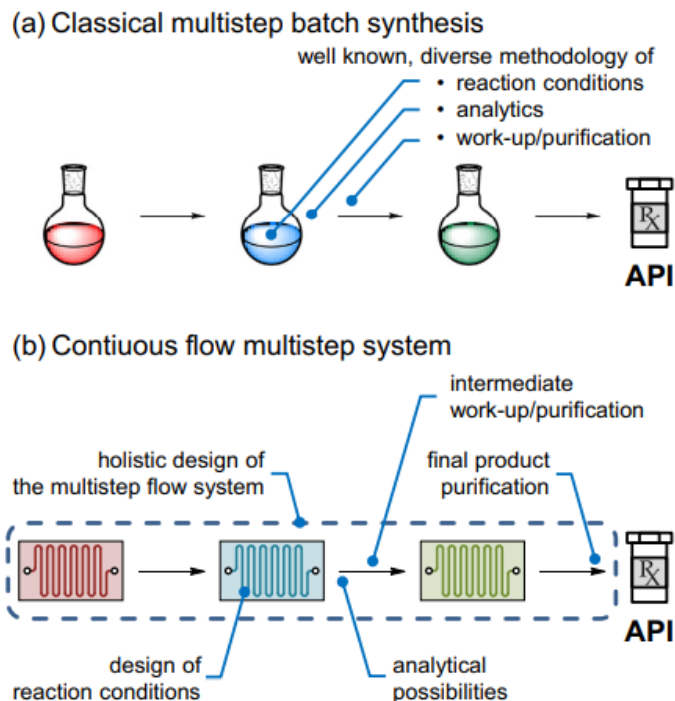 (a) Classical multistep batch synthesis
well known, diverse methodology of
• reaction conditions
• analytics
• work-up/purification
Rx
API
(b) Contiuous flow multistep system
intermediate
work-up/purification
holistic design of
the multistep flow system
final product
purification
Rx
API
design of
reaction conditions
analytical
possibilities